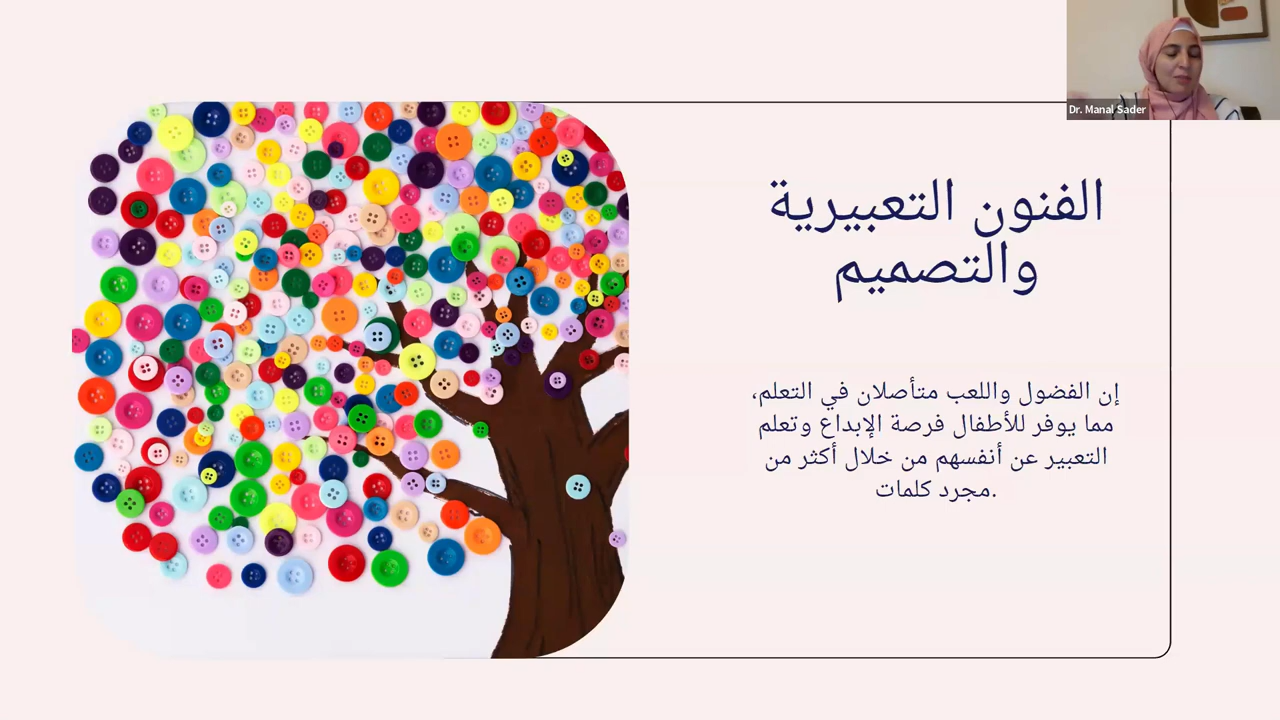 Dr. Manal Sader
الفنون التعبيرية
والتصميم
إن الفضول واللعب متأصلان في التعلم،
مما يوفر للأطفال فرصة الإبداع وتعلم
التعبير عن أنفسهم من خلال أكثر من
.مجرد كلمات